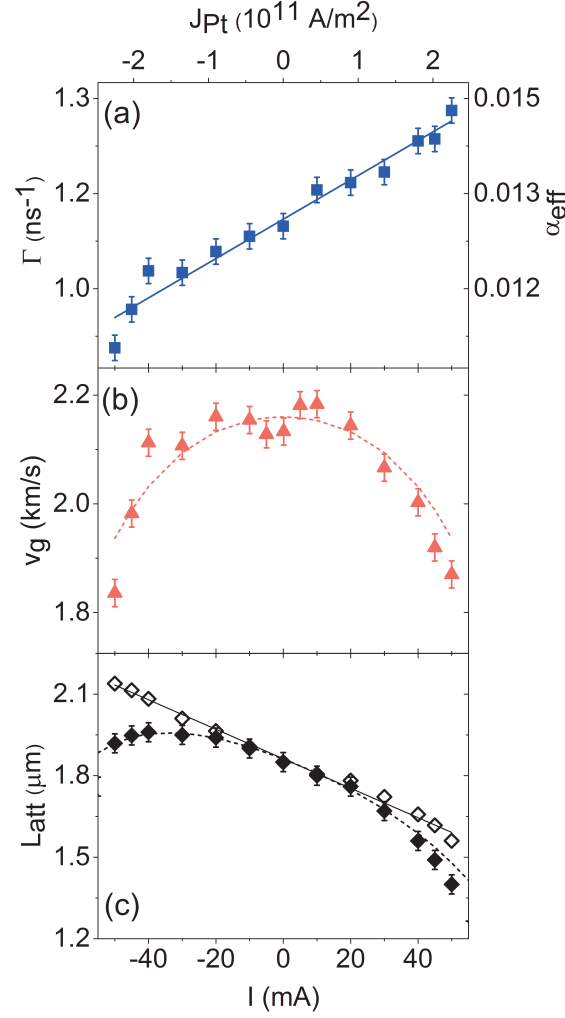 J_Pt (10^11 A/m^2)
-2 -1 0 1 2
(a)
1.3 0.015
1.2 0.013
1.0 0.012
Γ (ns^-1)
α_eff
(b)
2.2
2.0
1.8
v_g (km/s)
2.1
1.8
1.5
1.2
L_att (μm)
(c)
-40 -20 0 20 40
I (mA)